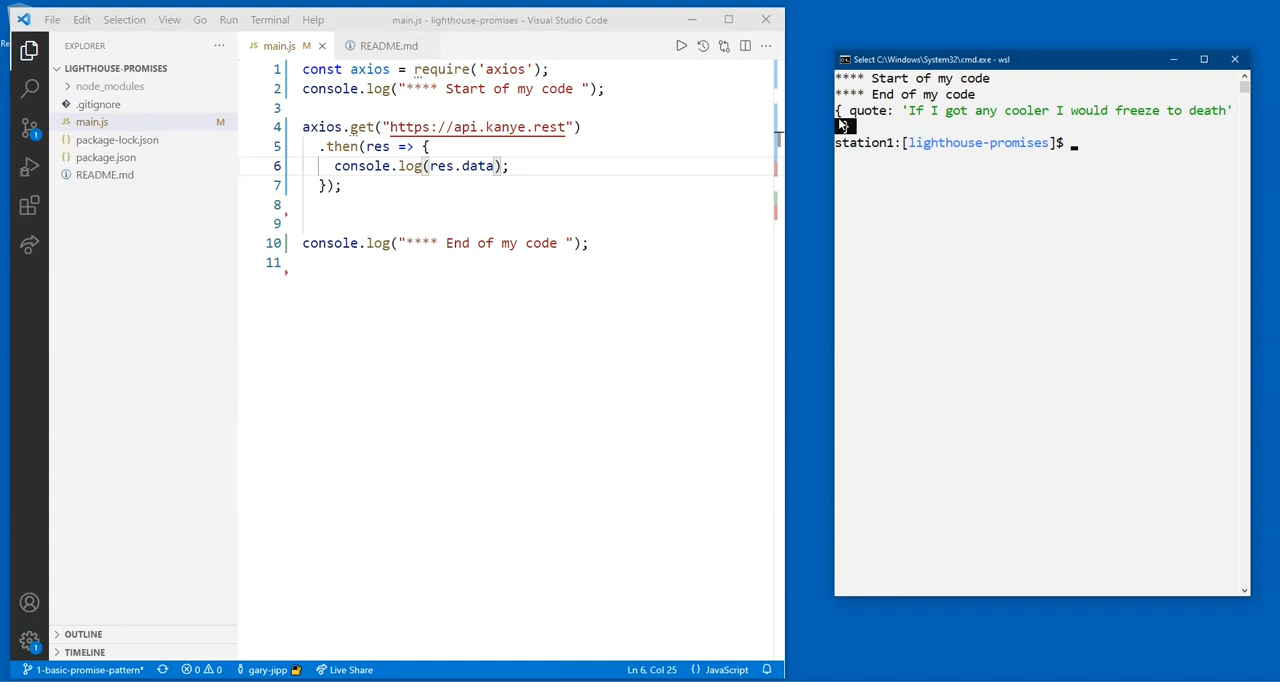 Re
File Edit Selection View Go Run Terminal Help
main.js - lighthouse-promises - Visual Studio Code
EXPLORER
LIGHTHOUSE-PROMISES
node_modules
.gitignore
JS main.js M
{} package-lock.json
{} package.json
README.md
OUTLINE
TIMELINE
1
1
JS main.js M
README.md
1 const axios = require('axios');
2 console.log("**** Start of my code ");
3
4 axios.get("https://api.kanye.rest")
5 .then(res => {
6 console.log(res.data);
7 });
8
9
10 console.log("**** End of my code ");
11
1-basic-promise-pattern* 0 0 gary-jipp Live Share Ln 6, Col 25 {} JavaScript
Select C:\Windows\System32\cmd.exe - wsl
**** Start of my code
**** End of my code
{ quote: 'If I got any cooler I would freeze to death'
}
station1:[lighthouse-promises]$